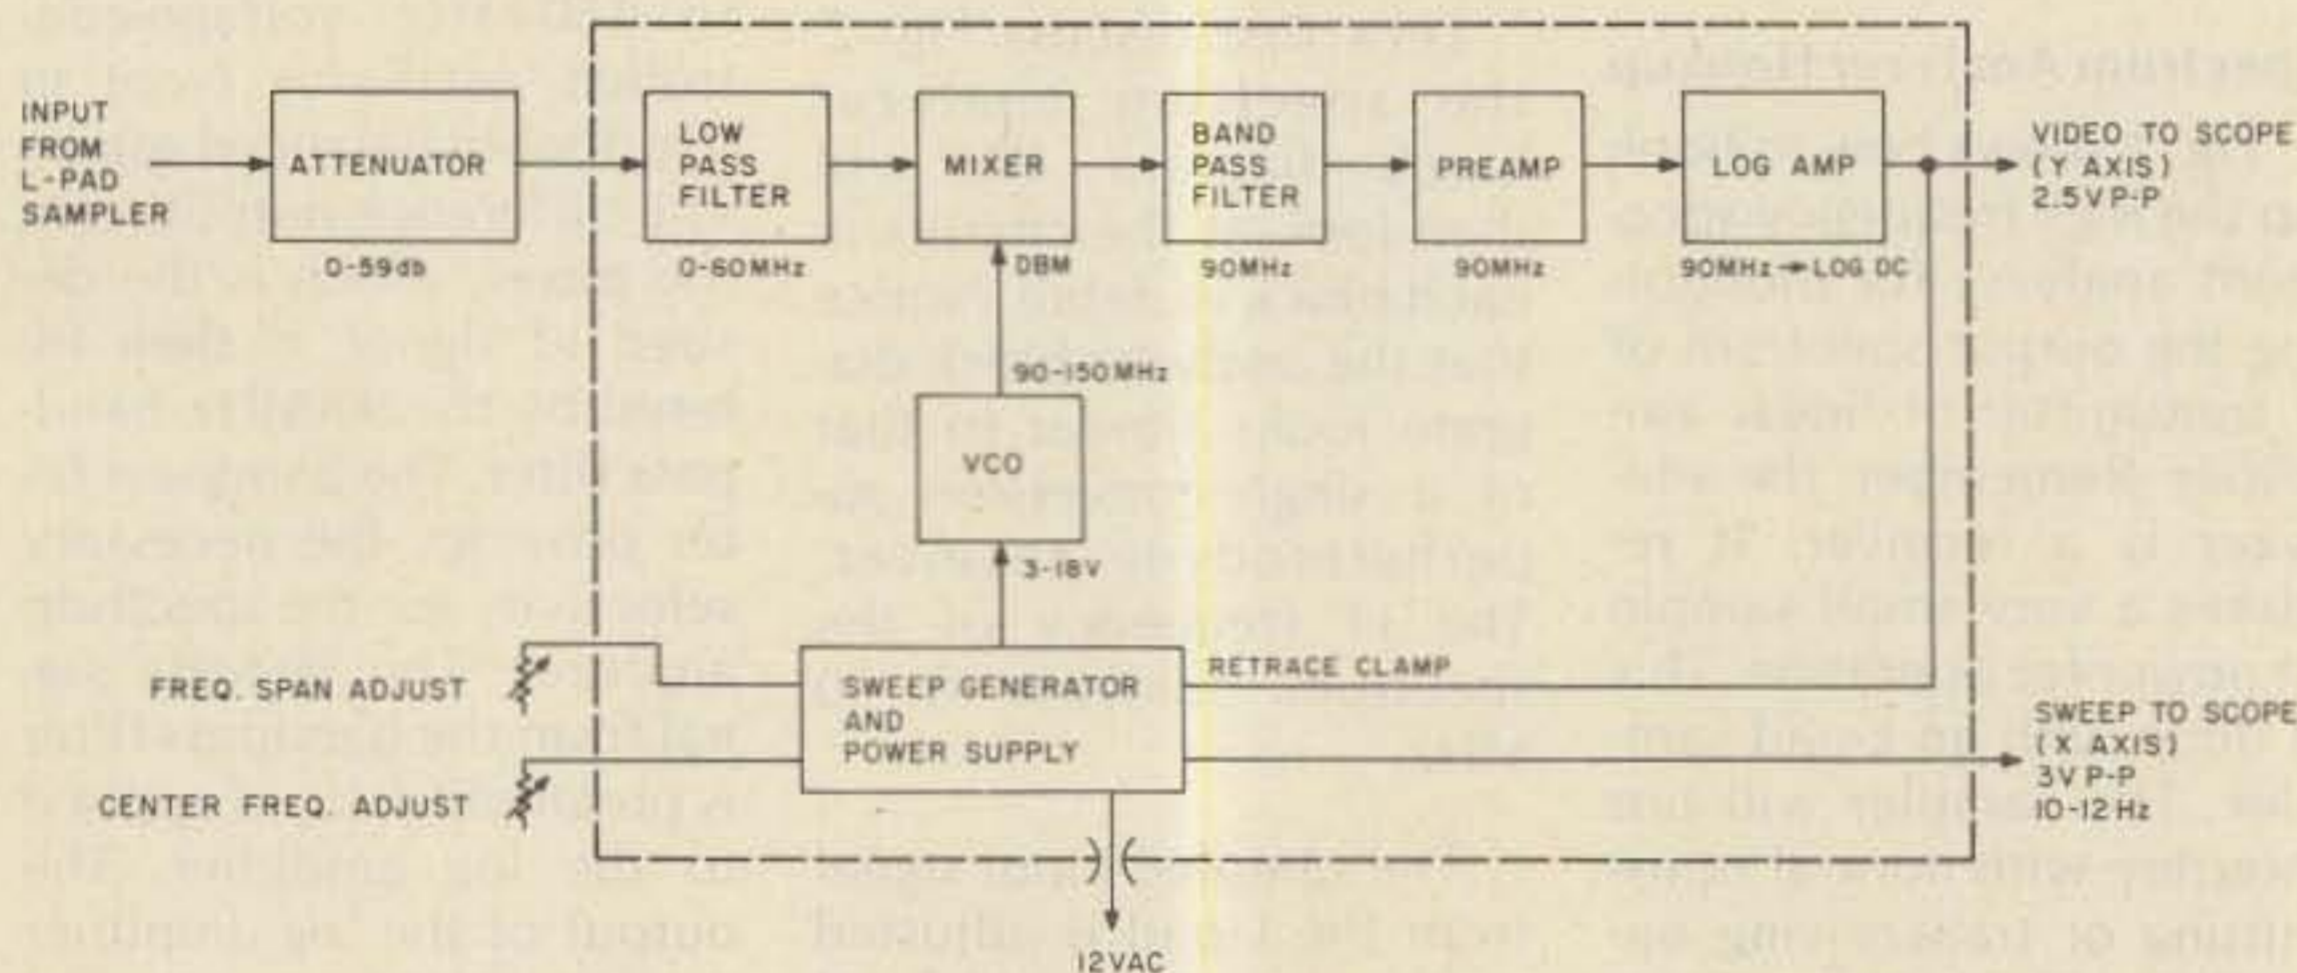 INPUT
FROM
L-PAD
SAMPLER
ATTENUATOR
0-59db
LOW
PASS
FILTER
0-60MHz
MIXER
DBM
BAND
PASS
FILTER
90MHz
PREAMP
90MHz
LOG AMP
90MHz→LOG DC
VIDEO TO SCOPE
(Y AXIS)
2.5V P-P
90-150MHz
VCO
3-18V
FREQ. SPAN ADJUST
CENTER FREQ. ADJUST
SWEEP GENERATOR
AND
POWER SUPPLY
RETRACE CLAMP
SWEEP TO SCOPE
(X AXIS)
3V P-P
10-12Hz
12VAC